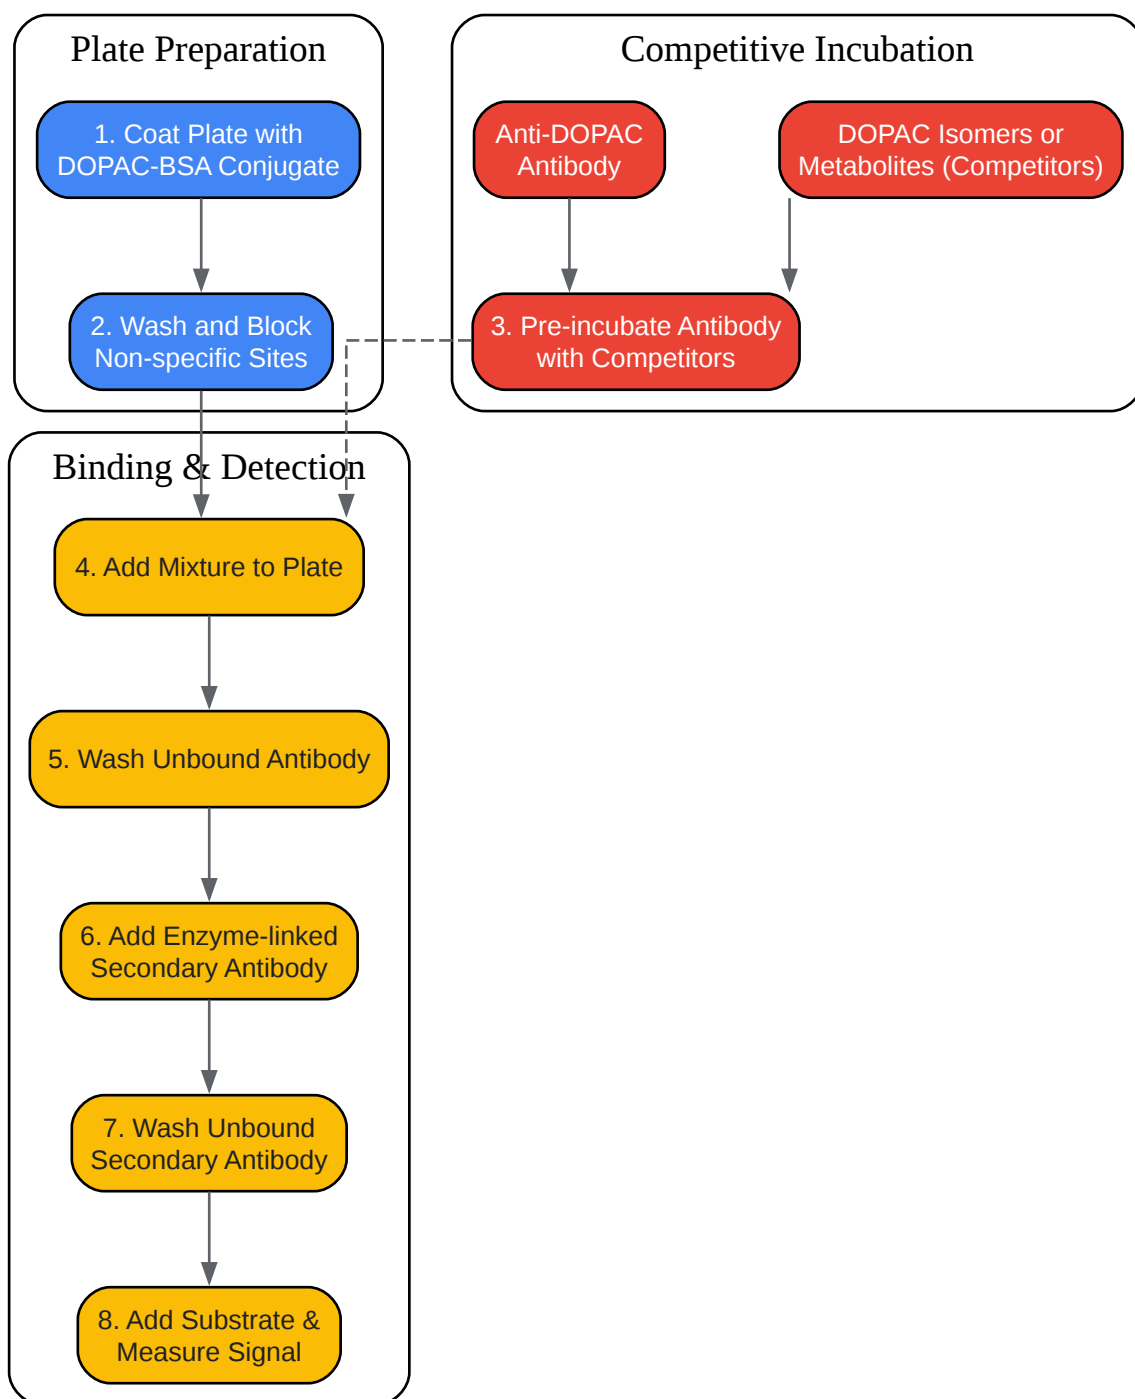 Plate Preparation
1. Coat Plate with
DOPAC-BSA Conjugate
2. Wash and Block
Non-specific Sites
Competitive Incubation
Anti-DOPAC
Antibody
DOPAC Isomers or
Metabolites (Competitors)
3. Pre-incubate Antibody
with Competitors
Binding & Detection
4. Add Mixture to Plate
5. Wash Unbound Antibody
6. Add Enzyme-linked
Secondary Antibody
7. Wash Unbound
Secondary Antibody
8. Add Substrate &
Measure Signal